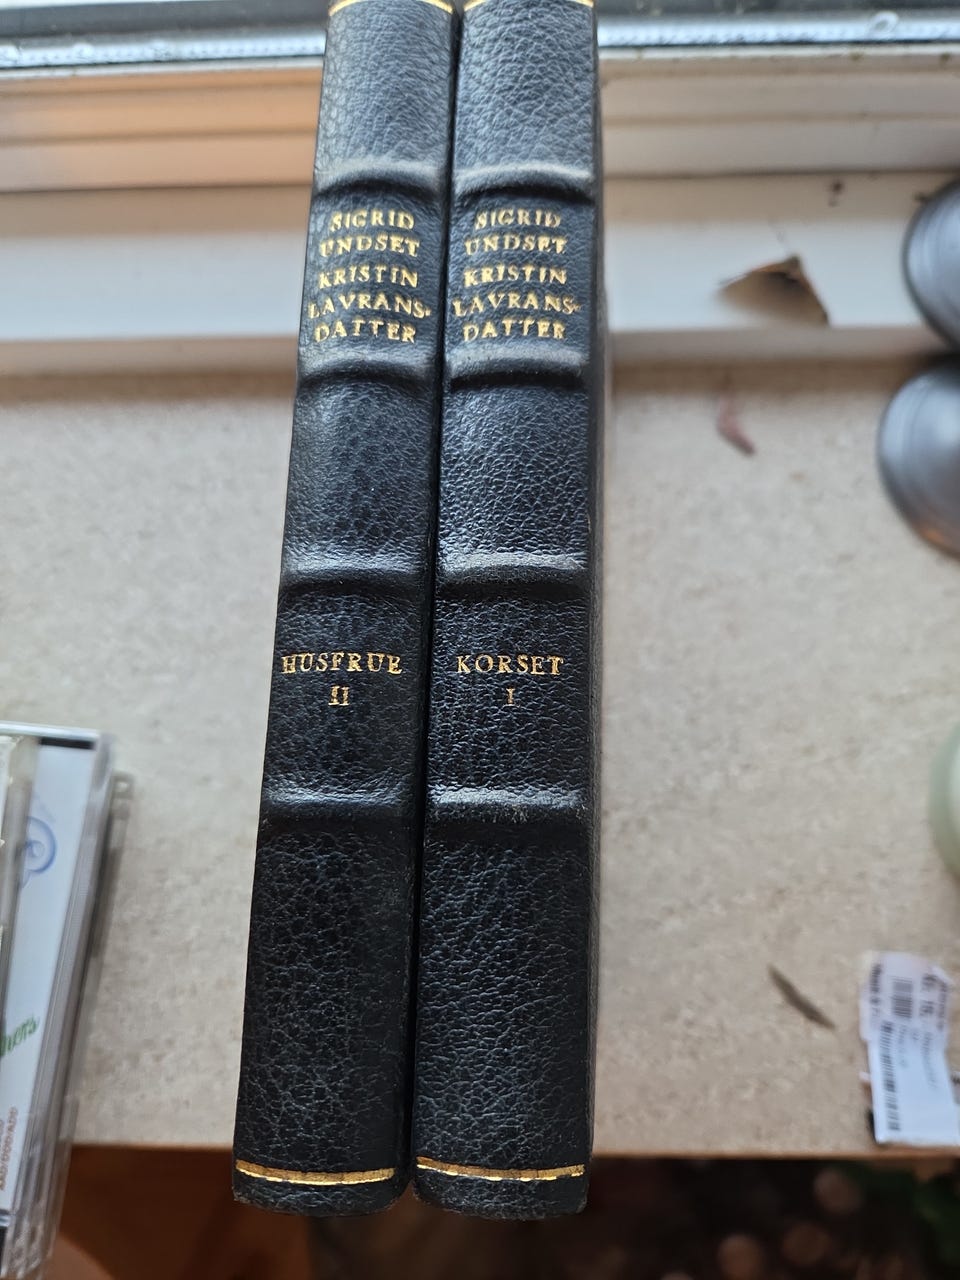 SIGRID
UNDSET
KRISTIN
LAVRANS-
DATTER
HUSFRUE
II
SIGRID
UNDSET
KRISTIN
LAVRANS-
DATTER
KORSET
I